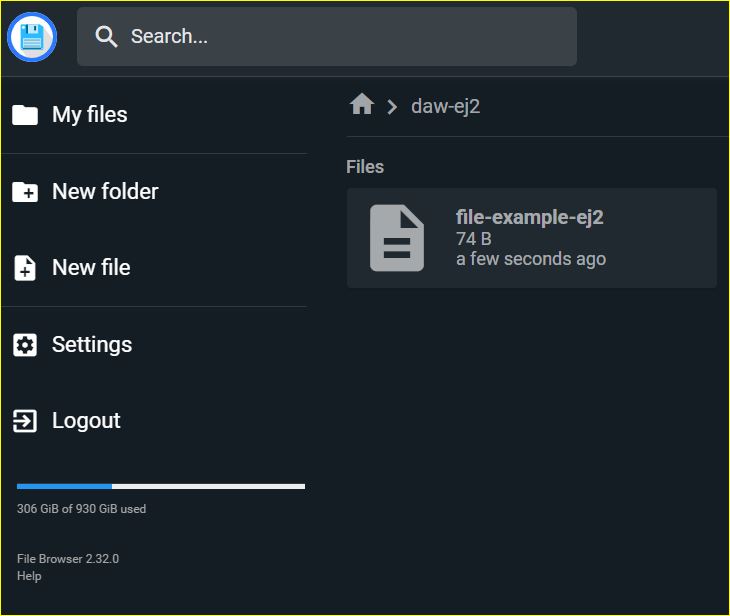 Search...
My files
New folder
New file
Settings
Logout
306 GiB of 930 GiB used
File Browser 2.32.0
Help
daw-ej2
Files
file-example-ej2
74 B
a few seconds ago